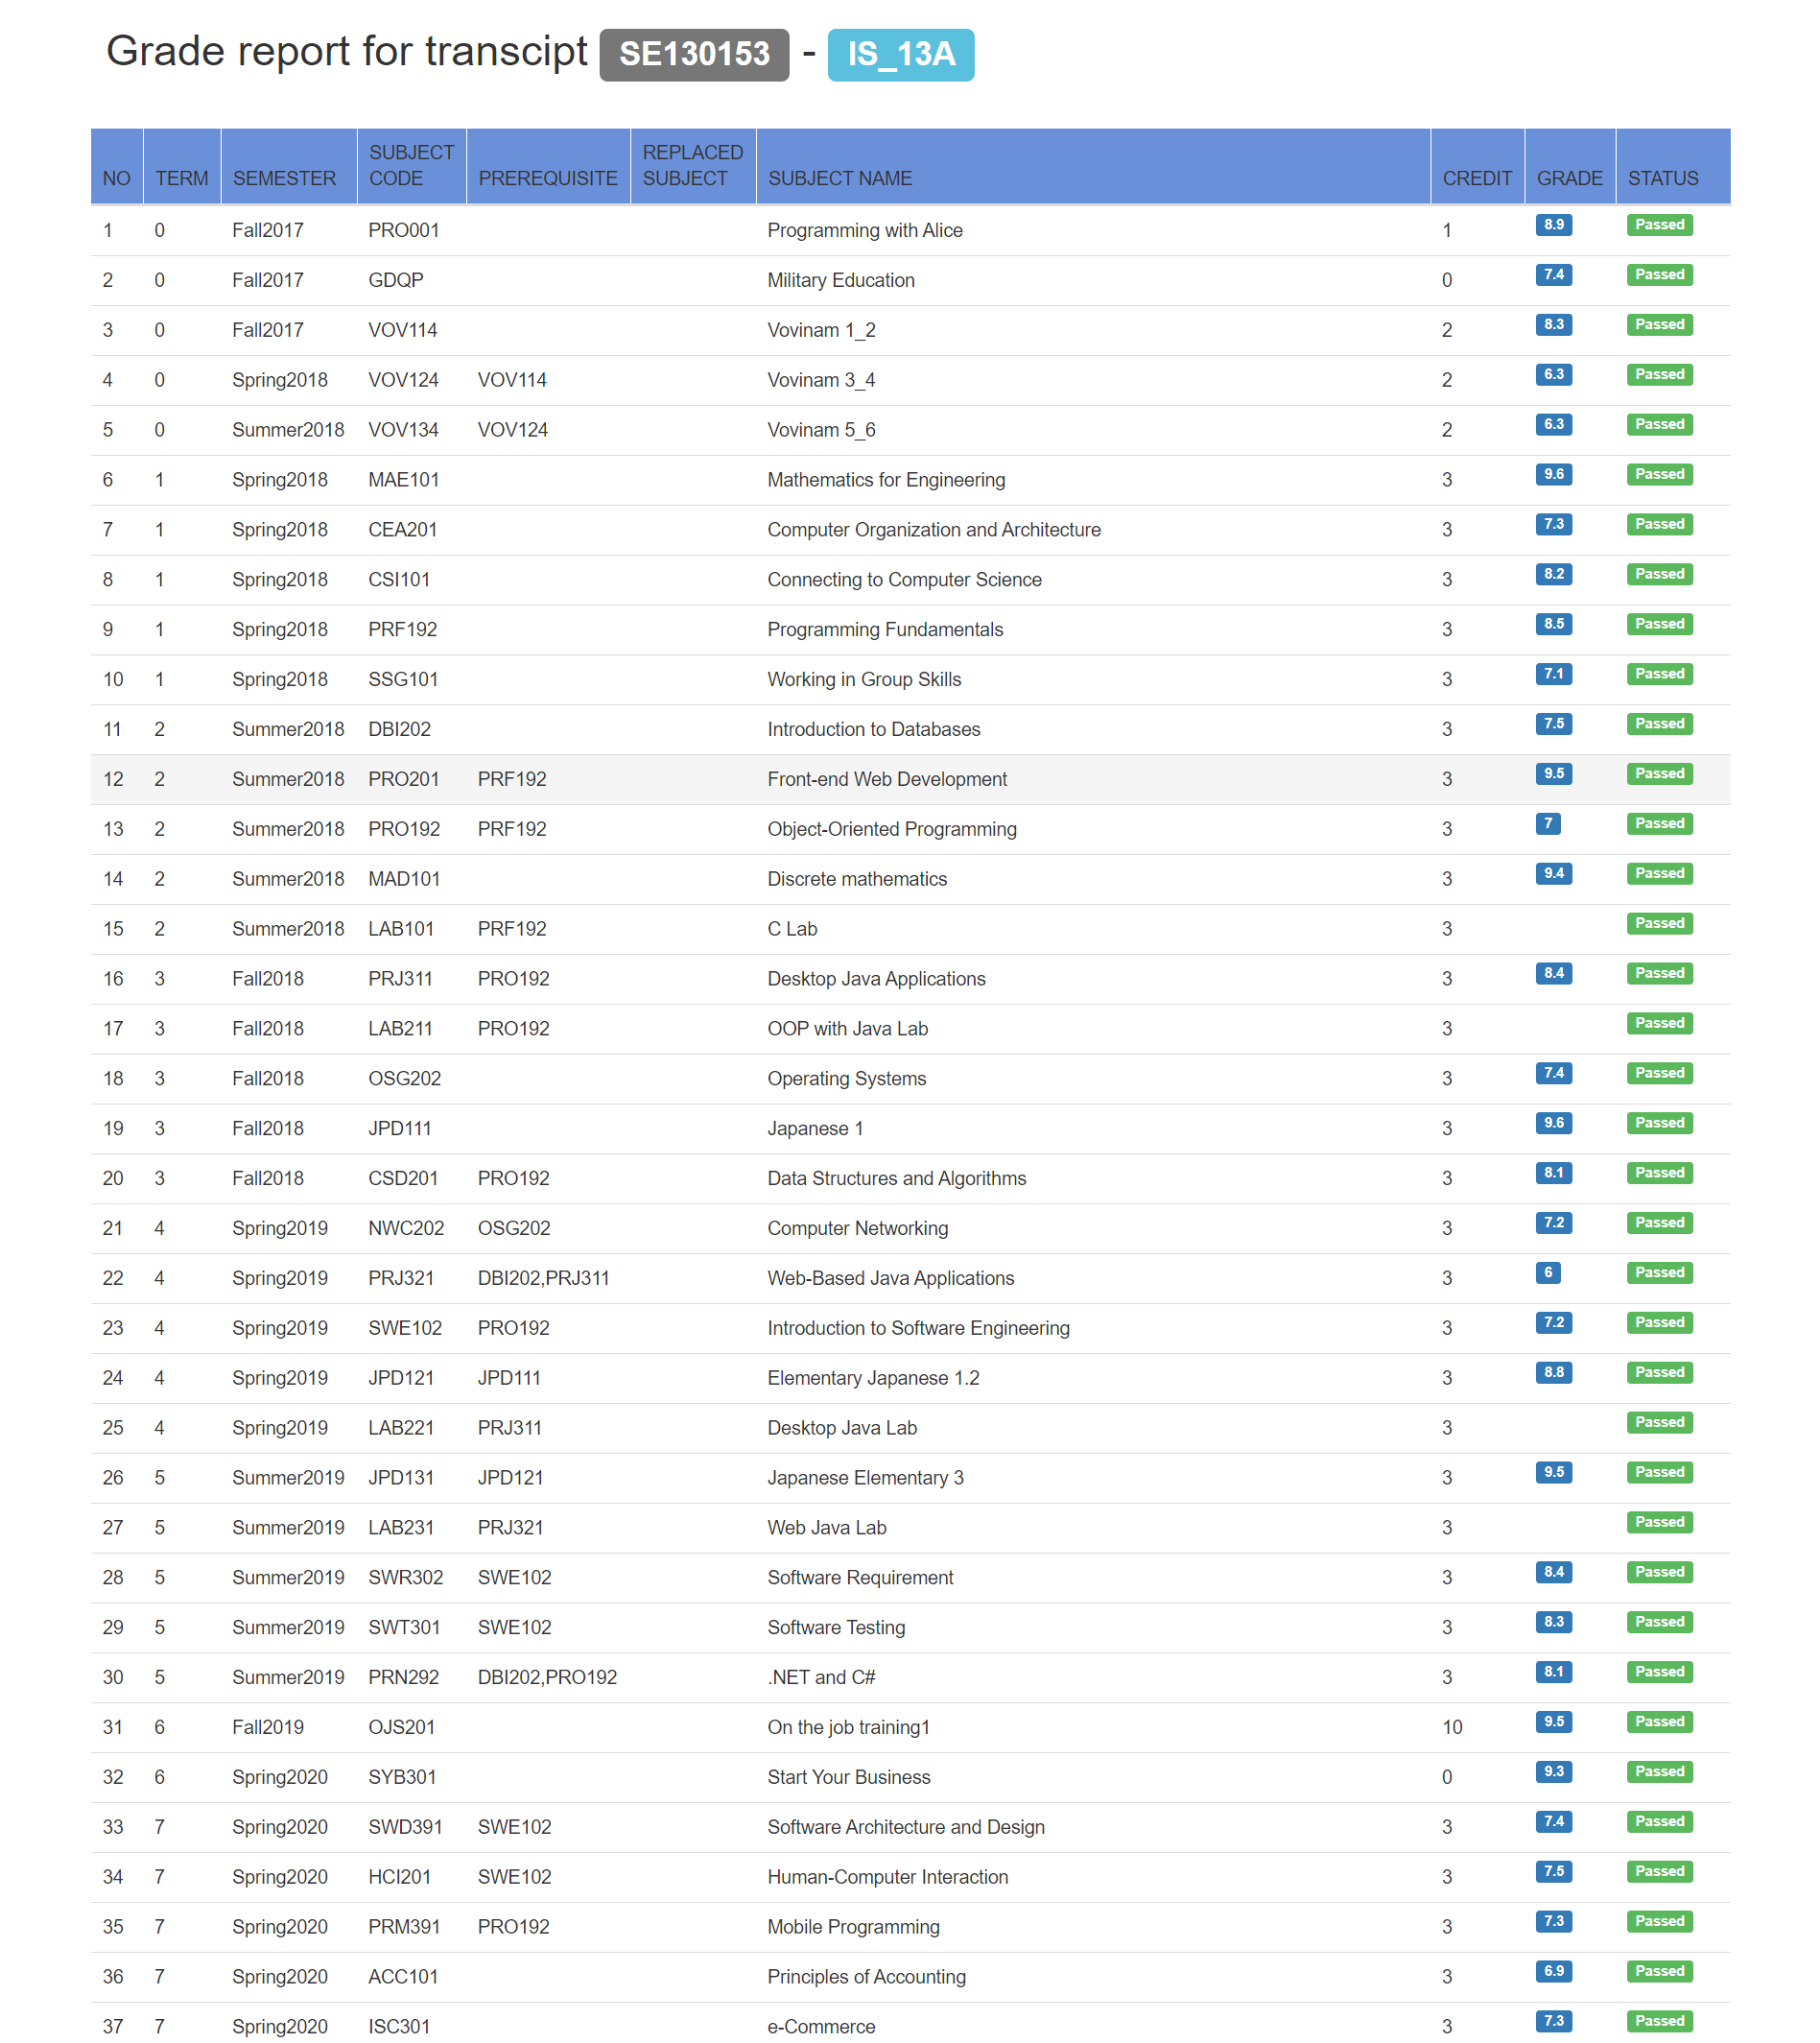 Grade report for transcipt SE130153 - IS_13A
NO TERM SEMESTER SUBJECT CODE PREREQUISITE REPLACED SUBJECT SUBJECT NAME CREDIT GRADE STATUS
1 0 Fall2017 PRO001 Programming with Alice 1 8.9 Passed
2 0 Fall2017 GDQP Military Education 0 7.4 Passed
3 0 Fall2017 VOV114 Vovinam 1_2 2 8.3 Passed
4 0 Spring2018 VOV124 VOV114 Vovinam 3_4 2 6.3 Passed
5 0 Summer2018 VOV134 VOV124 Vovinam 5_6 2 6.3 Passed
6 1 Spring2018 MAE101 Mathematics for Engineering 3 9.6 Passed
7 1 Spring2018 CEA201 Computer Organization and Architecture 3 7.3 Passed
8 1 Spring2018 CSI101 Connecting to Computer Science 3 8.2 Passed
9 1 Spring2018 PRF192 Programming Fundamentals 3 8.5 Passed
10 1 Spring2018 SSG101 Working in Group Skills 3 7.1 Passed
11 2 Summer2018 DBI202 Introduction to Databases 3 7.5 Passed
12 2 Summer2018 PRO201 PRF192 Front-end Web Development 3 9.5 Passed
13 2 Summer2018 PRO192 PRF192 Object-Oriented Programming 3 7 Passed
14 2 Summer2018 MAD101 Discrete mathematics 3 9.4 Passed
15 2 Summer2018 LAB101 PRF192 C Lab 3 Passed
16 3 Fall2018 PRJ311 PRO192 Desktop Java Applications 3 8.4 Passed
17 3 Fall2018 LAB211 PRO192 OOP with Java Lab 3 Passed
18 3 Fall2018 OSG202 Operating Systems 3 7.4 Passed
19 3 Fall2018 JPD111 Japanese 1 3 9.6 Passed
20 3 Fall2018 CSD201 PRO192 Data Structures and Algorithms 3 8.1 Passed
21 4 Spring2019 NWC202 OSG202 Computer Networking 3 7.2 Passed
22 4 Spring2019 PRJ321 DBI202,PRJ311 Web-Based Java Applications 3 6 Passed
23 4 Spring2019 SWE102 PRO192 Introduction to Software Engineering 3 7.2 Passed
24 4 Spring2019 JPD121 JPD111 Elementary Japanese 1.2 3 8.8 Passed
25 4 Spring2019 LAB221 PRJ311 Desktop Java Lab 3 Passed
26 5 Summer2019 JPD131 JPD121 Japanese Elementary 3 3 9.5 Passed
27 5 Summer2019 LAB231 PRJ321 Web Java Lab 3 Passed
28 5 Summer2019 SWR302 SWE102 Software Requirement 3 8.4 Passed
29 5 Summer2019 SWT301 SWE102 Software Testing 3 8.3 Passed
30 5 Summer2019 PRN292 DBI202,PRO192 .NET and C# 3 8.1 Passed
31 6 Fall2019 OJS201 On the job training1 10 9.5 Passed
32 6 Spring2020 SYB301 Start Your Business 0 9.3 Passed
33 7 Spring2020 SWD391 SWE102 Software Architecture and Design 3 7.4 Passed
34 7 Spring2020 HCI201 SWE102 Human-Computer Interaction 3 7.5 Passed
35 7 Spring2020 PRM391 PRO192 Mobile Programming 3 7.3 Passed
36 7 Spring2020 ACC101 Principles of Accounting 3 6.9 Passed
37 7 Spring2020 ISC301 e-Commerce 3 7.3 Passed